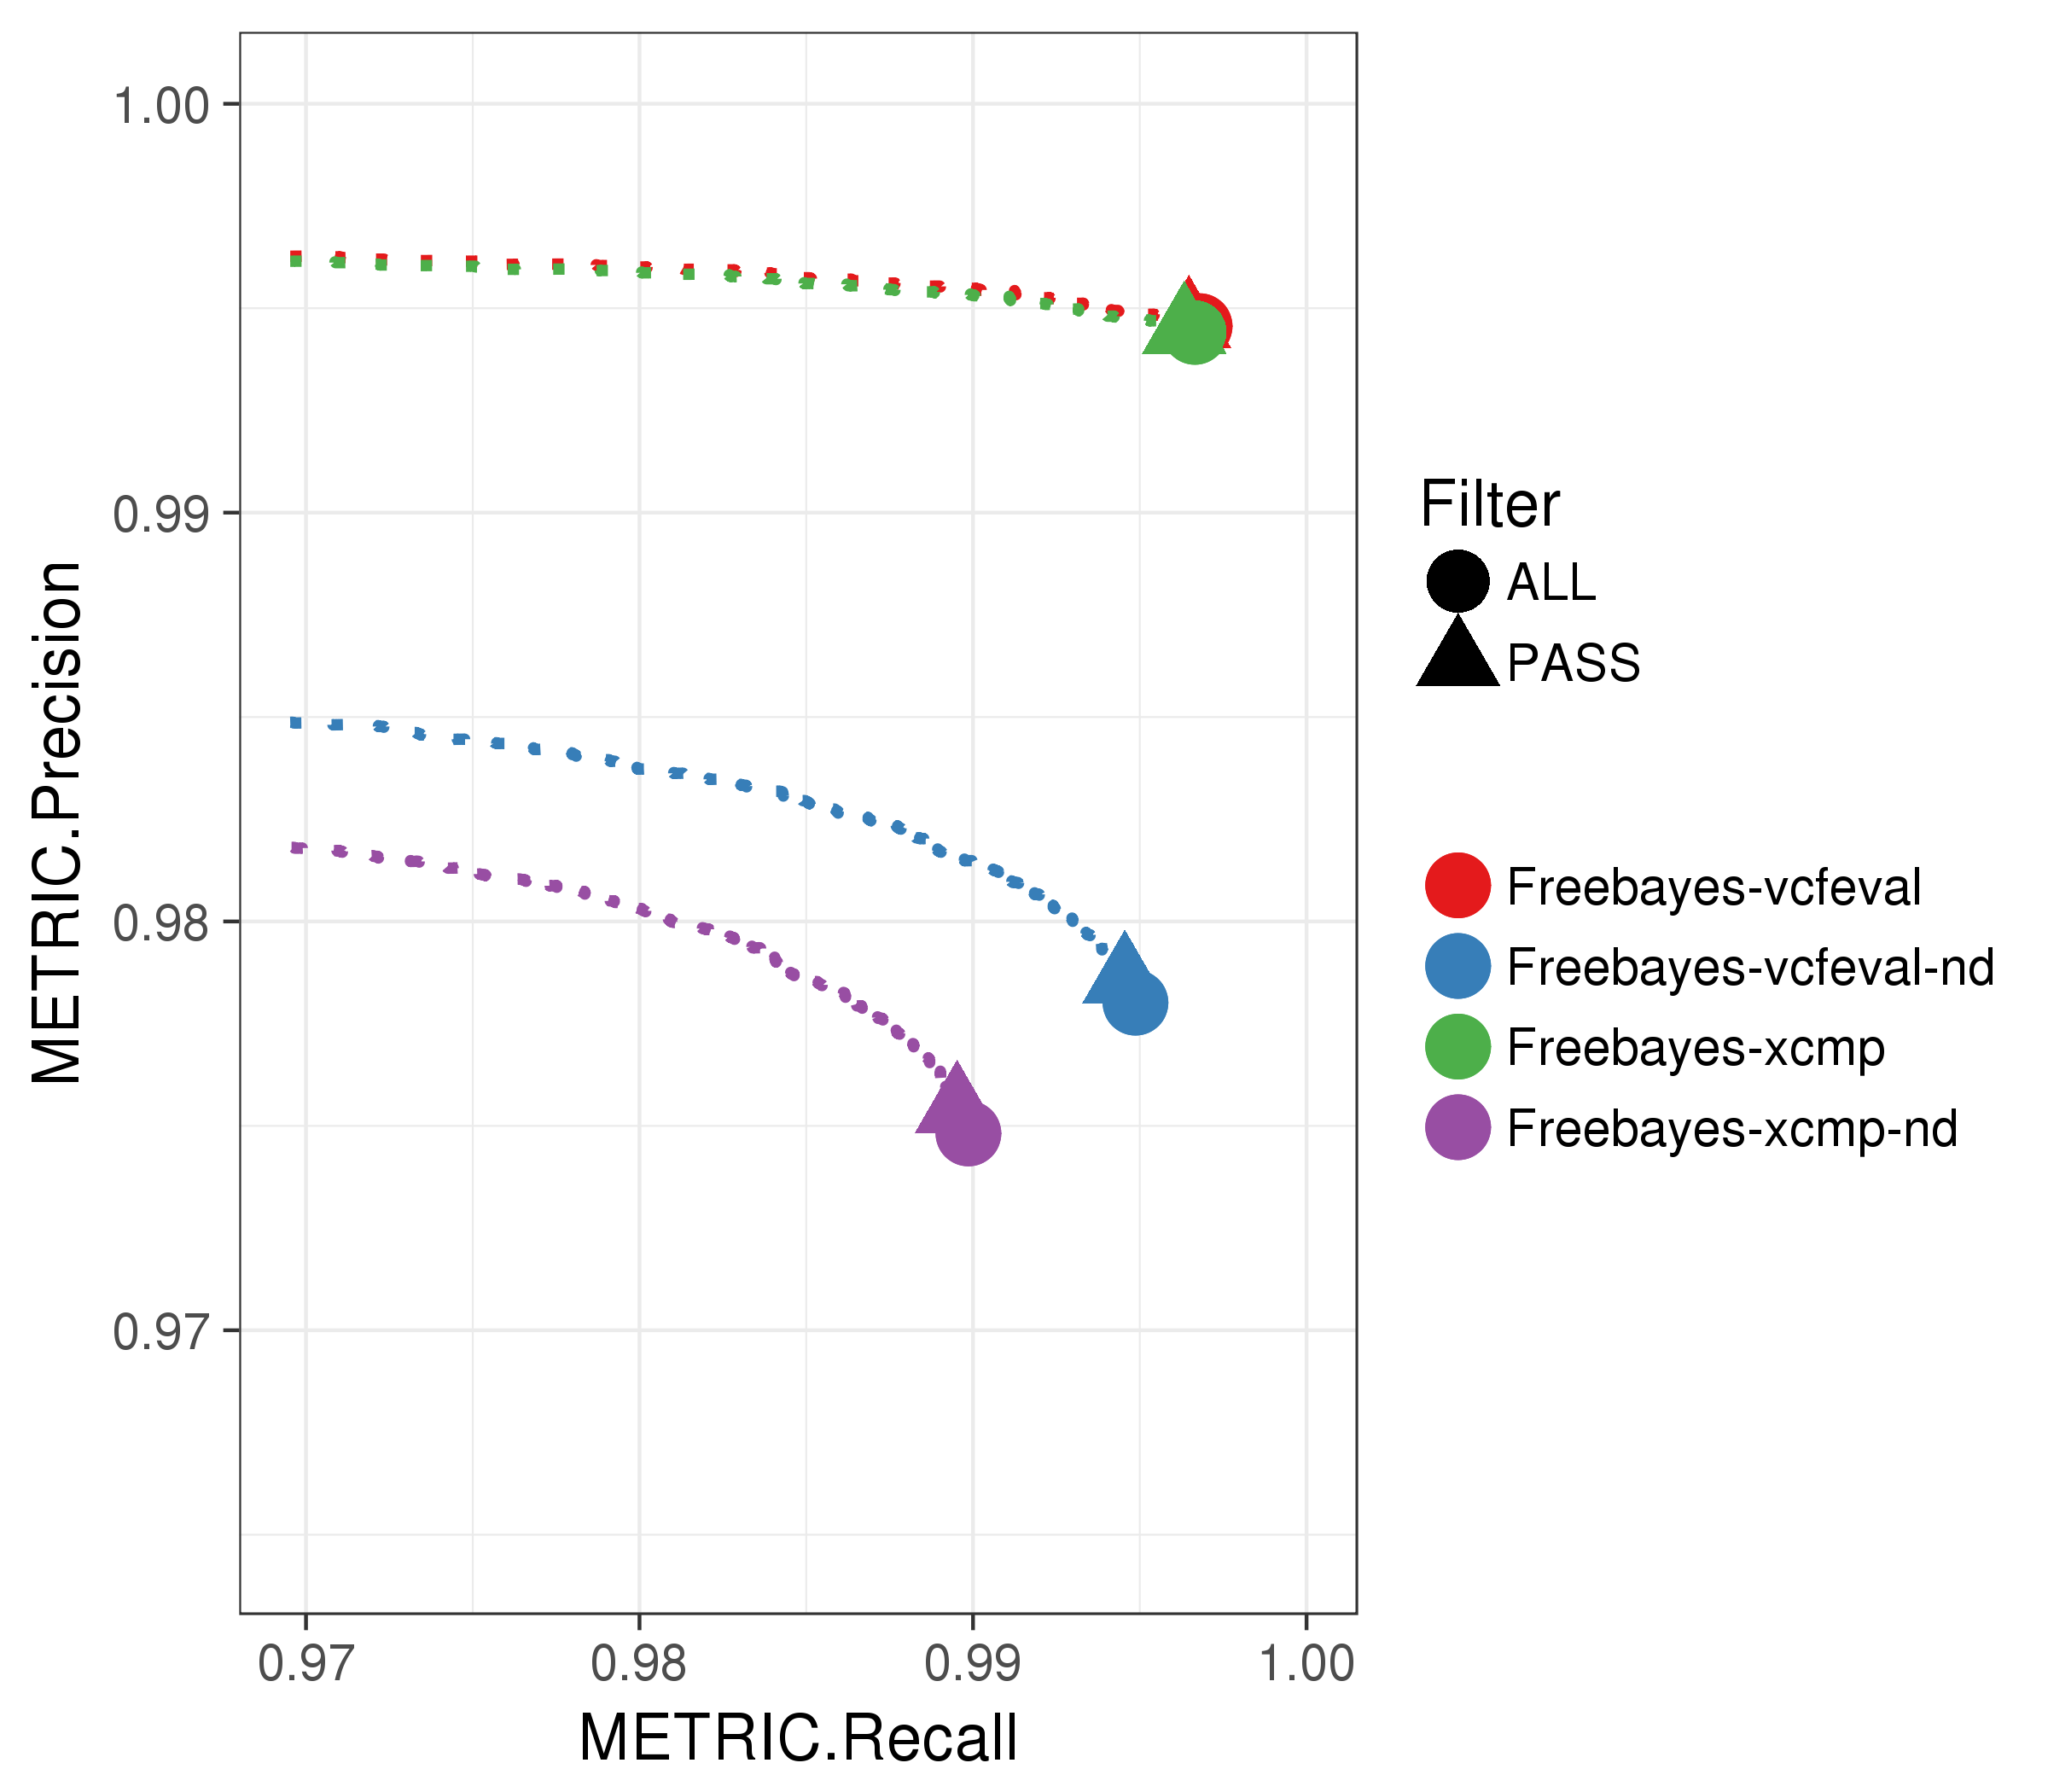 METRIC.Precision
1.00
0.99
0.98
0.97
0.97
0.98
0.99
1.00
METRIC.Recall
Filter
ALL
PASS
Freebayes-vcfeval
Freebayes-vcfeval-nd
Freebayes-xcmp
Freebayes-xcmp-nd